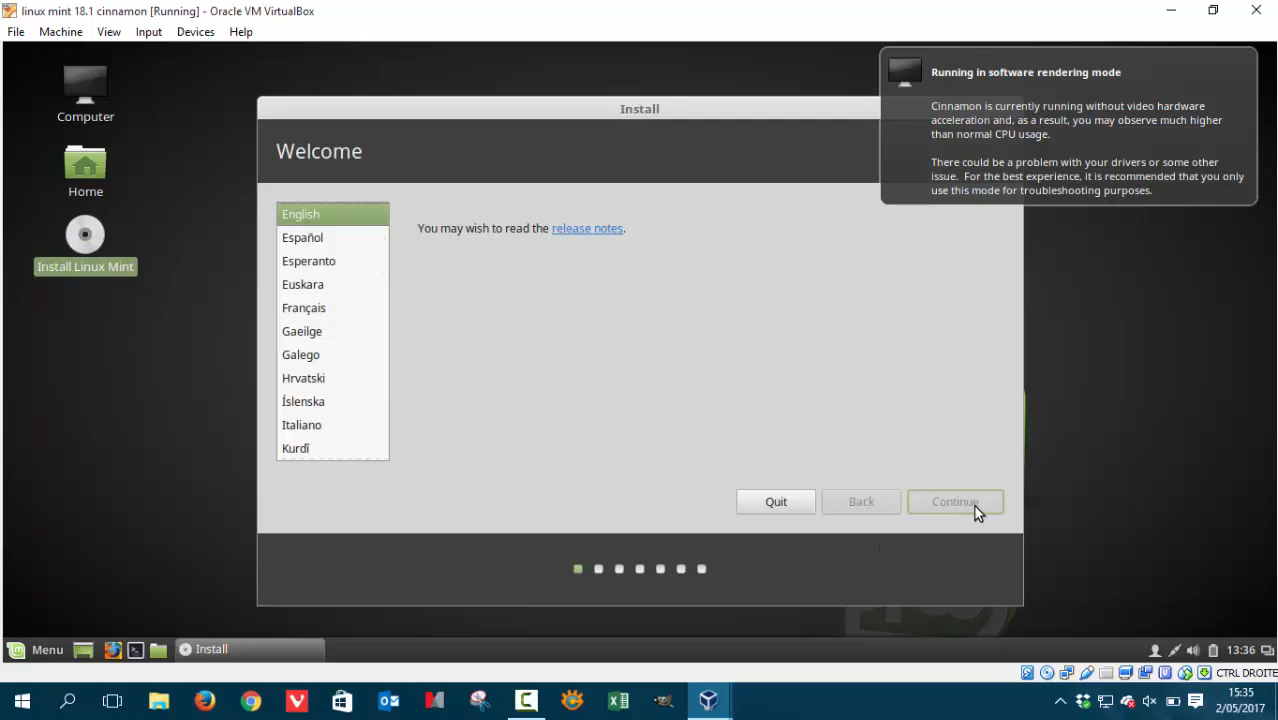 linux mint 18.1 cinnamon [Running] - Oracle VM VirtualBox
File Machine View Input Devices Help
Computer
Home
Install Linux Mint
Running in software rendering mode
Cinnamon is currently running without video hardware
acceleration and, as a result, you may observe much higher
than normal CPU usage.
There could be a problem with your drivers or some other
issue. For the best experience, it is recommended that you only
use this mode for troubleshooting purposes.
Install
Welcome
English
Español
Esperanto
Euskara
Français
Gaeilge
Galego
Hrvatski
Íslenska
Italiano
Kurdî
You may wish to read the release notes.
Quit Back Continue
Menu Install 13:36
CTRL DROITE
15:35
2/05/2017